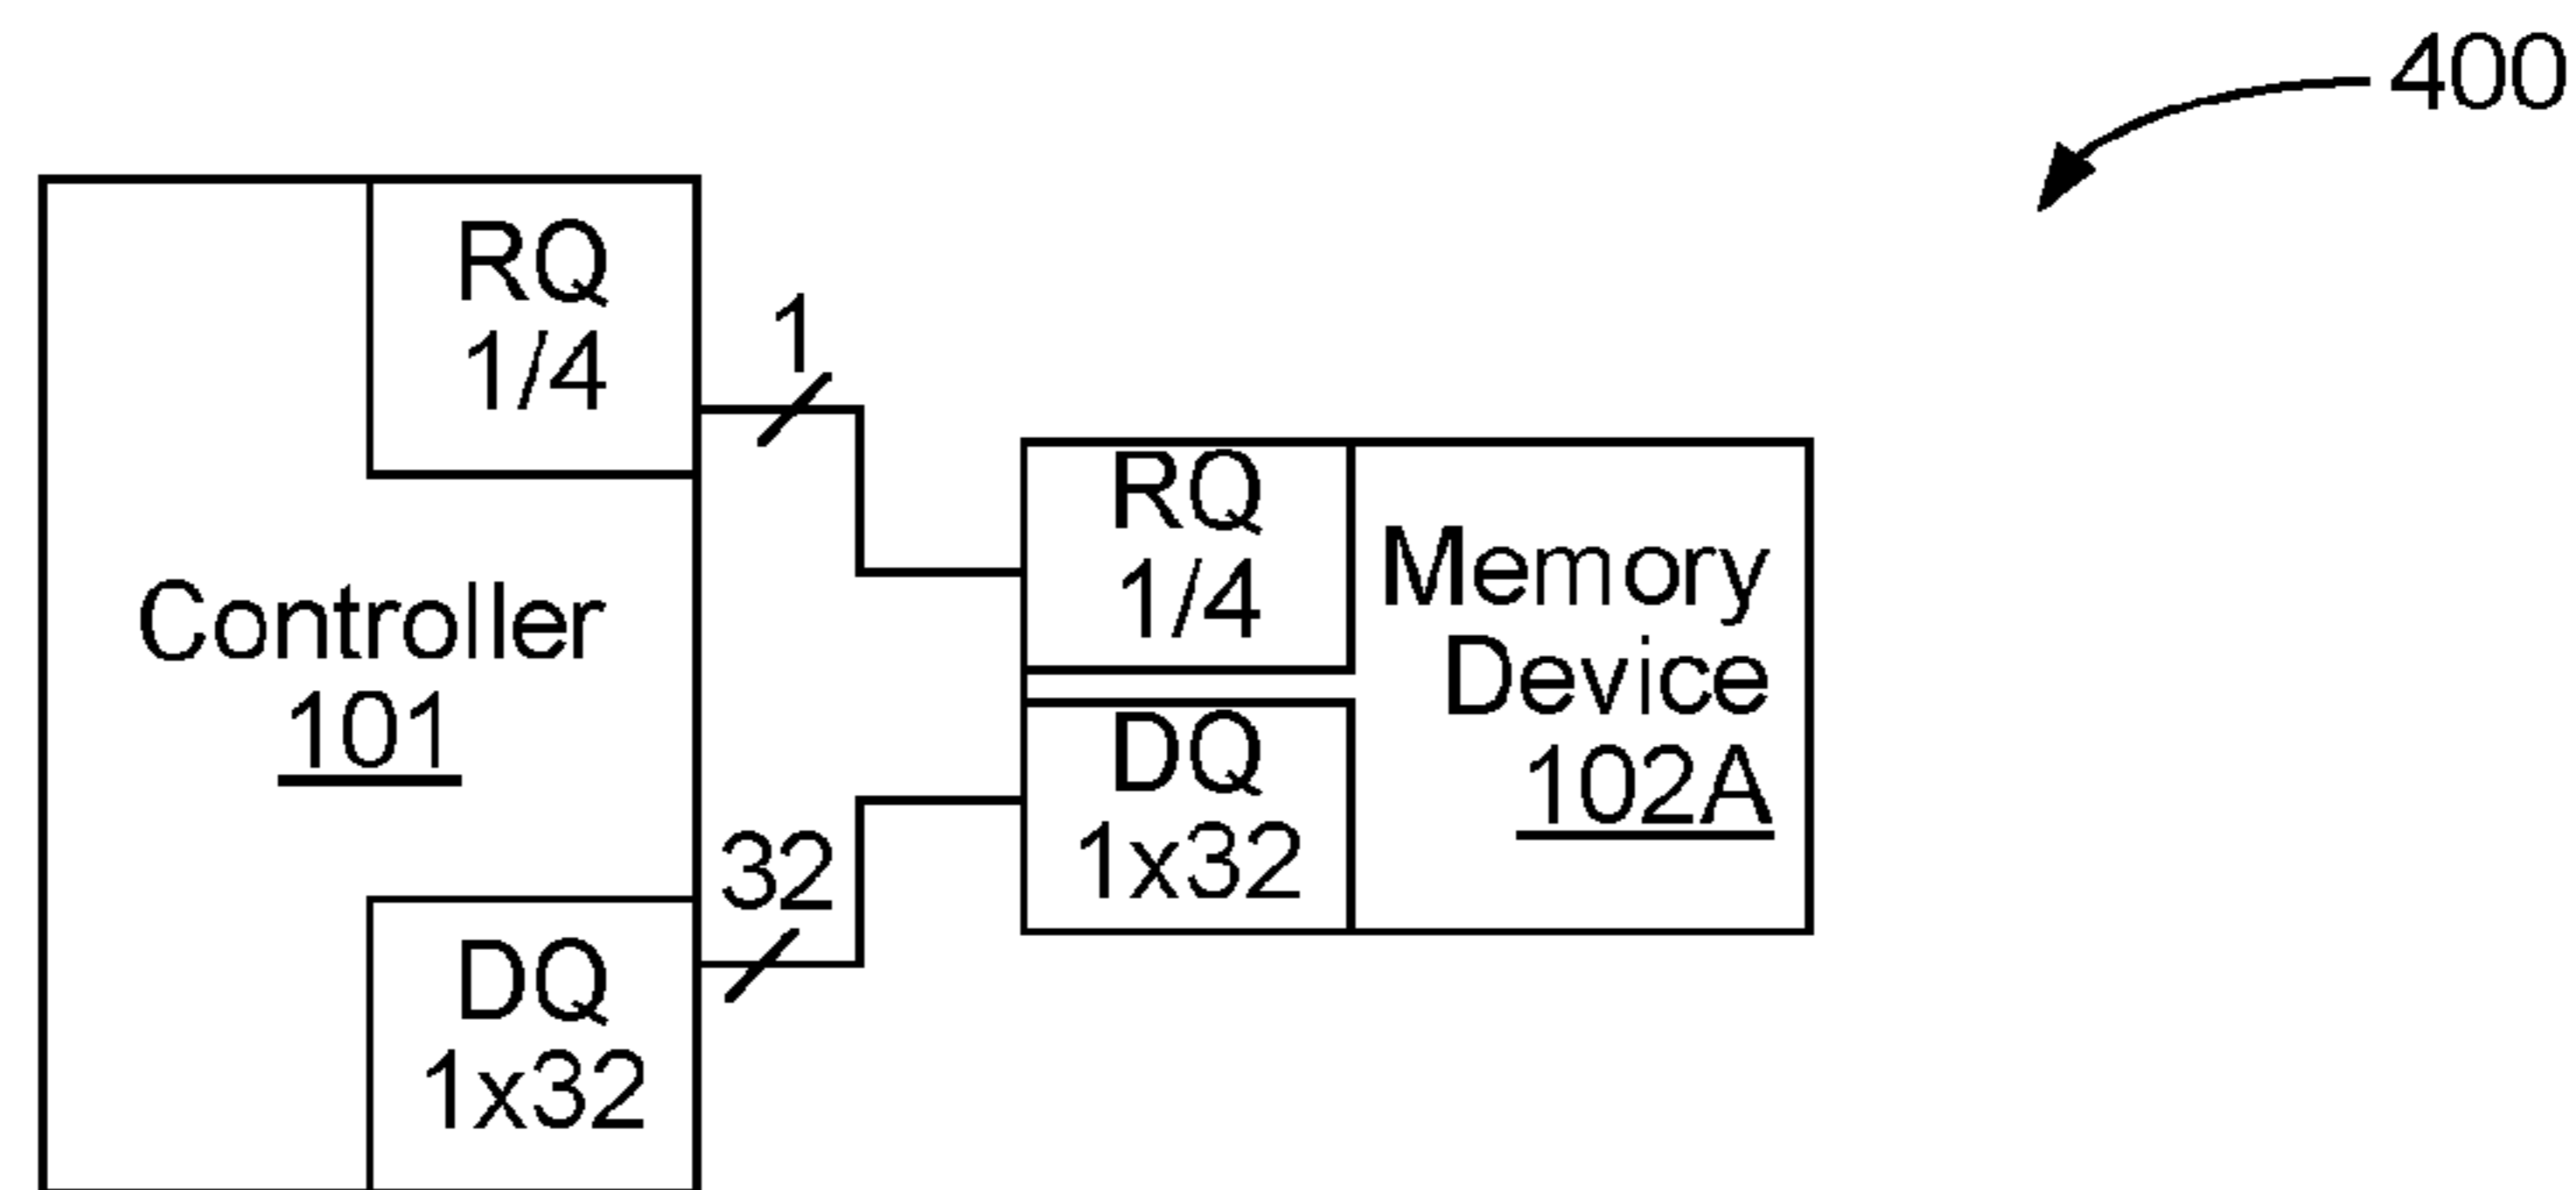 400
RQ
1/4
1
Controller
101
32
DQ
1x32
RQ
1/4
DQ
1x32
Memory
Device
102A